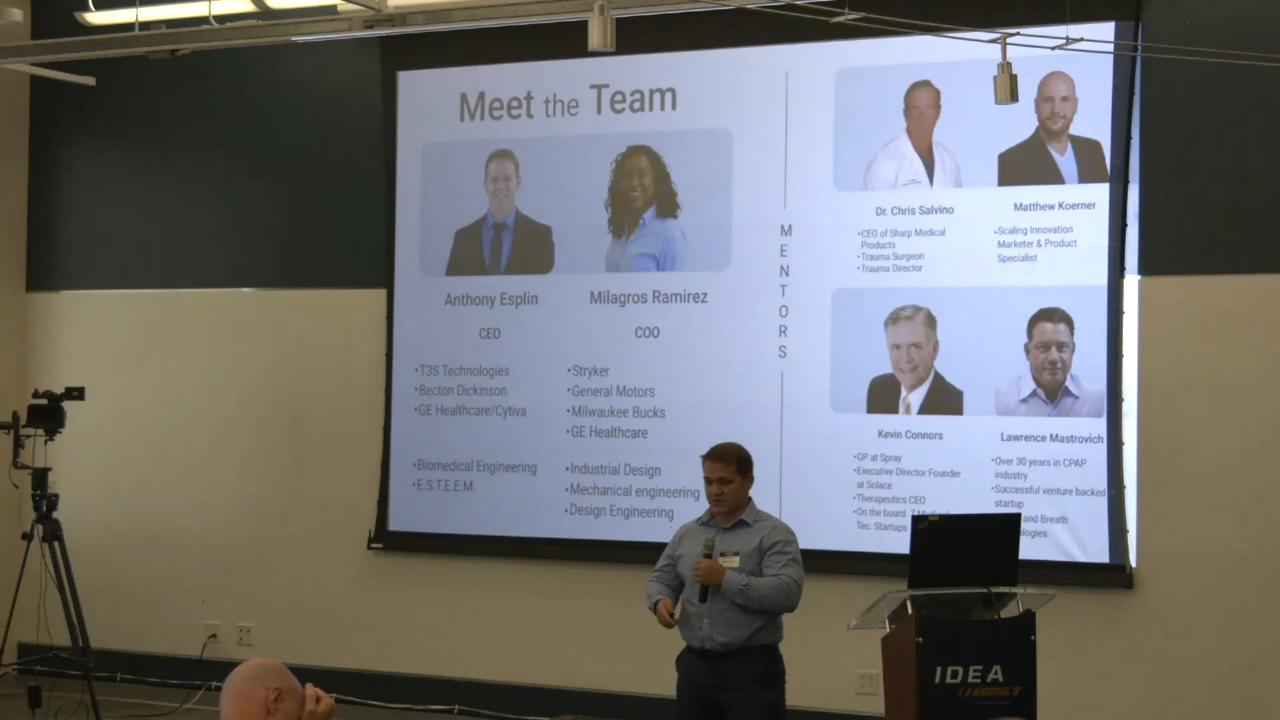 Meet the Team
Anthony Esplin
CEO
•T3S Technologies
•Becton Dickinson
•GE Healthcare/Cytiva
•Biomedical Engineering
•E.S.T.E.E.M.
Milagros Ramirez
COO
•Stryker
•General Motors
•Milwaukee Bucks
•GE Healthcare
•Industrial Design
•Mechanical engineering
•Design Engineering
MENTORS
Dr. Chris Salvino
•CEO of Sharp Medical
Products
•Trauma Surgeon
•Trauma Director
Matthew Koerner
•Scaling Innovation
Marketer & Product
Specialist
Kevin Connors
•GP at Spray
•Executive Director Founder
at Solace
•Therapeutics CEO
•On the board 7 Medical
Tec. Startups
Lawrence Mastrovich
•Over 30 years in CPAP
industry
•Successful venture backed
startup
and Breath
ologies
IDEA